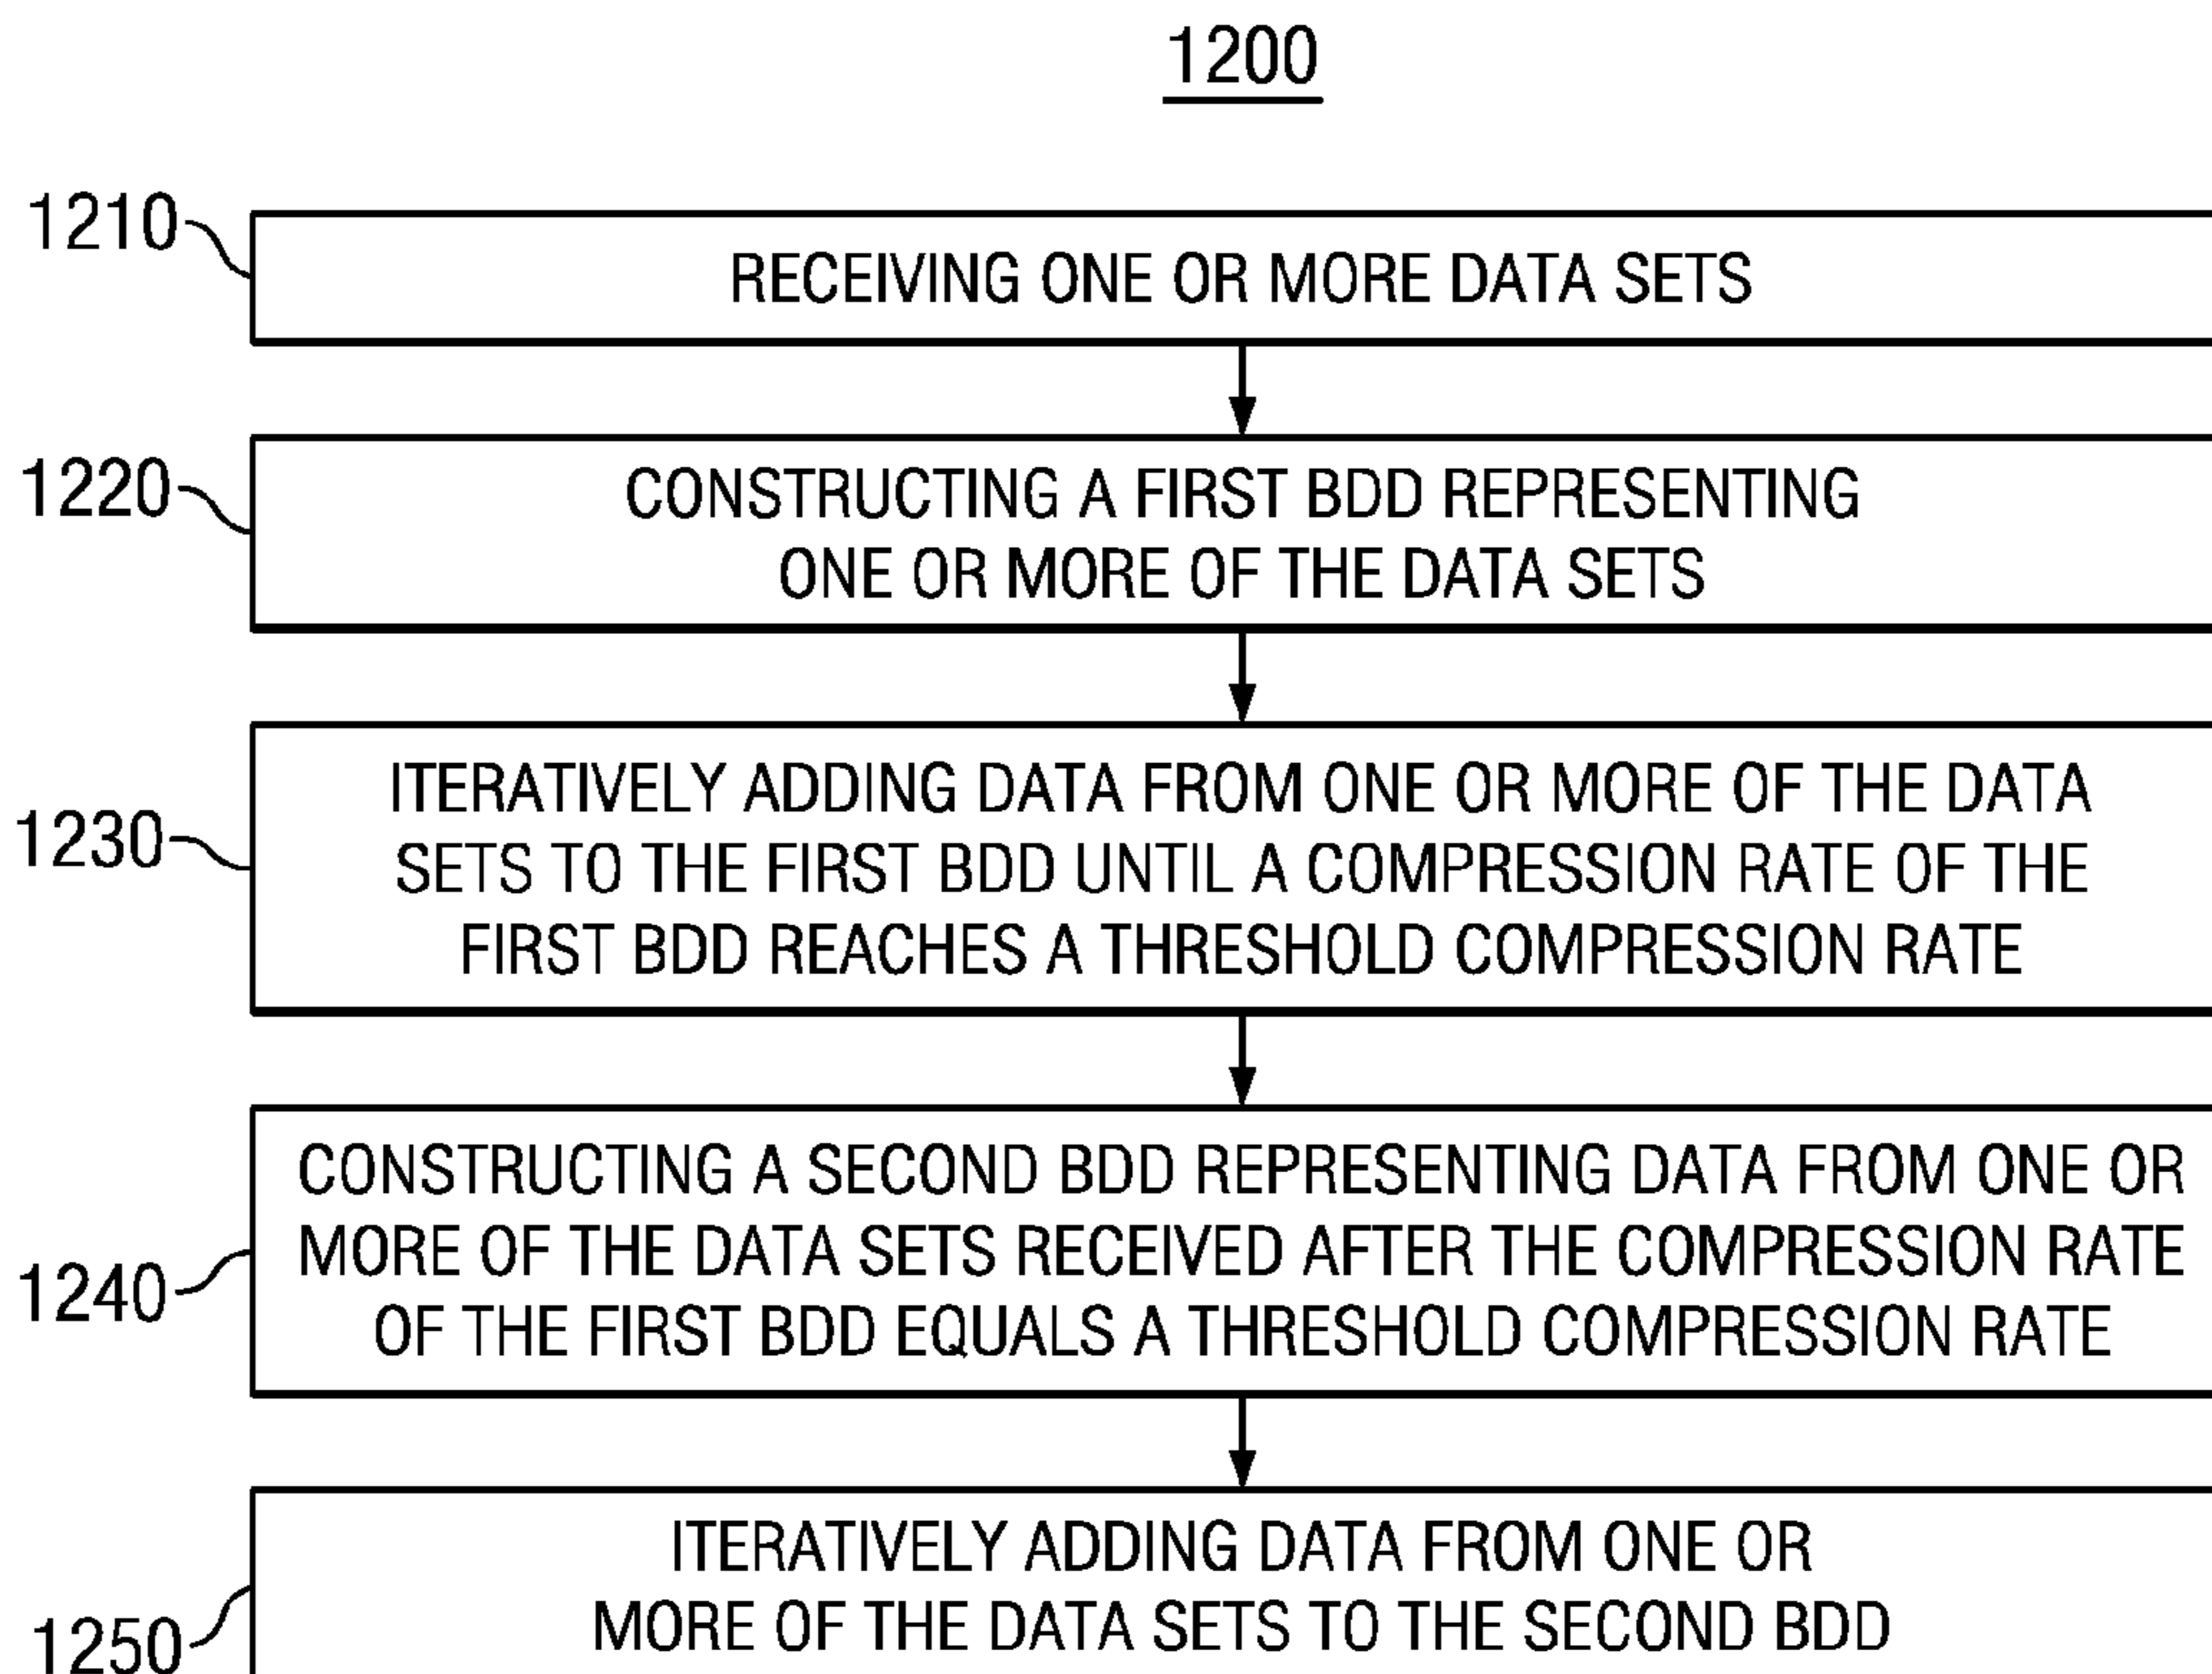 1200
1210
RECEIVING ONE OR MORE DATA SETS
1220
CONSTRUCTING A FIRST BDD REPRESENTING
ONE OR MORE OF THE DATA SETS
1230
ITERATIVELY ADDING DATA FROM ONE OR MORE OF THE DATA
SETS TO THE FIRST BDD UNTIL A COMPRESSION RATE OF THE
FIRST BDD REACHES A THRESHOLD COMPRESSION RATE
1240
CONSTRUCTING A SECOND BDD REPRESENTING DATA FROM ONE OR
MORE OF THE DATA SETS RECEIVED AFTER THE COMPRESSION RATE
OF THE FIRST BDD EQUALS A THRESHOLD COMPRESSION RATE
1250
ITERATIVELY ADDING DATA FROM ONE OR
MORE OF THE DATA SETS TO THE SECOND BDD